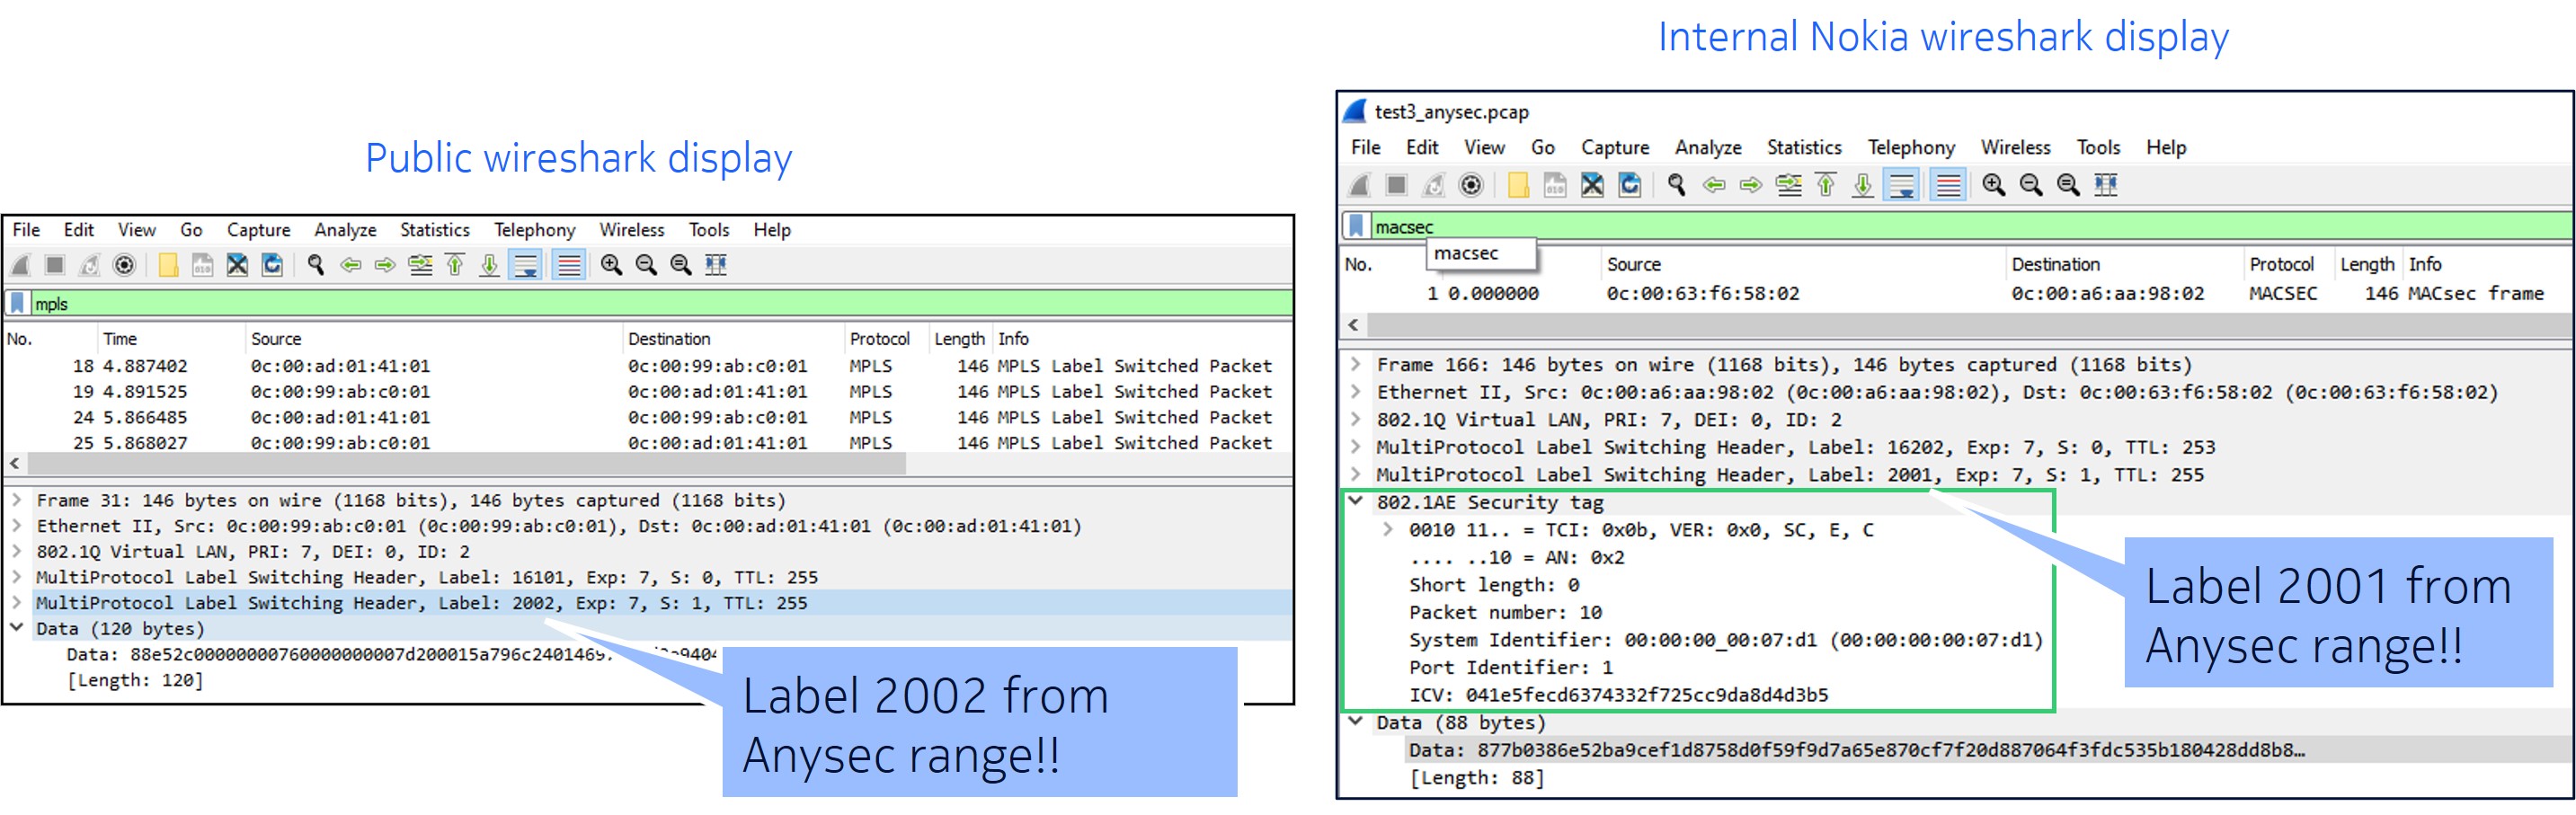 Internal Nokia wireshark display
Public wireshark display
File Edit View Go Capture Analyze Statistics Telephony Wireless Tools Help
mpls
No. Time Source Destination Protocol Length Info
18 4.887402 0c:00:ad:01:41:01 0c:00:99:ab:c0:01 MPLS 146 MPLS Label Switched Packet
19 4.891525 0c:00:99:ab:c0:01 0c:00:ad:01:41:01 MPLS 146 MPLS Label Switched Packet
24 5.866485 0c:00:ad:01:41:01 0c:00:99:ab:c0:01 MPLS 146 MPLS Label Switched Packet
25 5.868027 0c:00:99:ab:c0:01 0c:00:ad:01:41:01 MPLS 146 MPLS Label Switched Packet
Frame 31: 146 bytes on wire (1168 bits), 146 bytes captured (1168 bits)
Ethernet II, Src: 0c:00:99:ab:c0:01 (0c:00:99:ab:c0:01), Dst: 0c:00:ad:01:41:01 (0c:00:ad:01:41:01)
802.1Q Virtual LAN, PRI: 7, DEI: 0, ID: 2
MultiProtocol Label Switching Header, Label: 16101, Exp: 7, S: 0, TTL: 255
MultiProtocol Label Switching Header, Label: 2002, Exp: 7, S: 1, TTL: 255
Data (120 bytes)
Data:
[Length: 120]
Label 2002 from
Anysec range!!
test3_anysec.pcap
File Edit View Go Capture Analyze Statistics Telephony Wireless Tools Help
macsec
macsec
No. Source Destination Protocol Length Info
1 0.000000 0c:00:63:f6:58:02 0c:00:a6:aa:98:02 MACSEC 146 MACsec frame
Frame 166: 146 bytes on wire (1168 bits), 146 bytes captured (1168 bits)
Ethernet II, Src: 0c:00:a6:aa:98:02 (0c:00:a6:aa:98:02), Dst: 0c:00:63:f6:58:02 (0c:00:63:f6:58:02)
802.1Q Virtual LAN, PRI: 7, DEI: 0, ID: 2
MultiProtocol Label Switching Header, Label: 16202, Exp: 7, S: 0, TTL: 253
MultiProtocol Label Switching Header, Label: 2001, Exp: 7, S: 1, TTL: 255
802.1AE Security tag
0010 11.. = TCI: 0x0b, VER: 0x0, SC, E, C
.... ..10 = AN: 0x2
Short length: 0
Packet number: 10
System Identifier: 00:00:00_00:07:d1 (00:00:00:00:07:d1)
Port Identifier: 1
ICV: 041e5fecd6374332f725cc9da8d4d3b5
Data (88 bytes)
Data: 877b0386e52ba9cef1d8758d0f59f9d7a65e870cf7f20d887064f3fdc535b180428dd8b8…
[Length: 88]
Label 2001 from
Anysec range!!